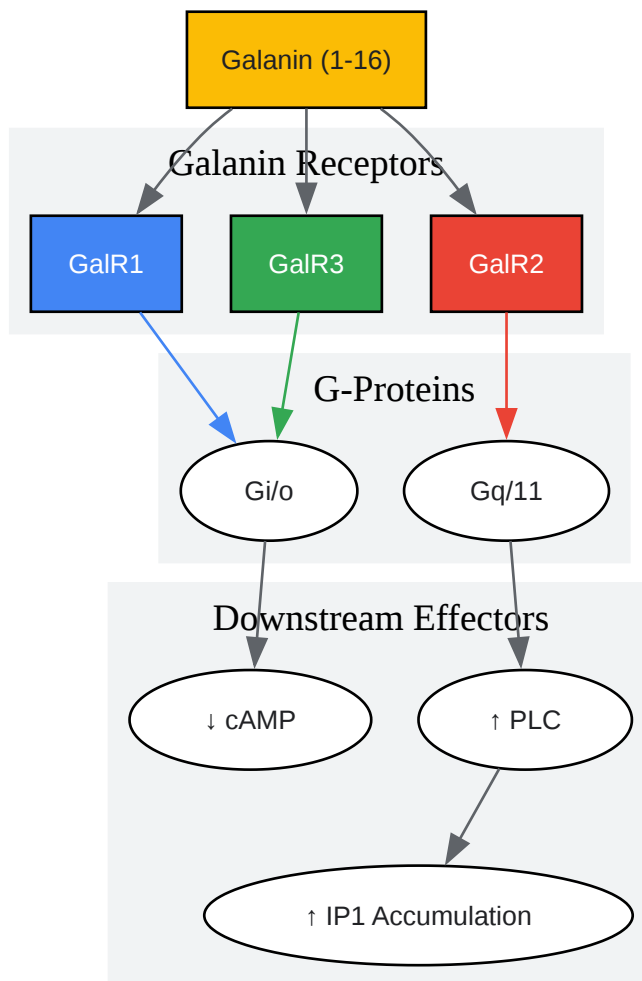 Galanin (1-16)
Galanin Receptors
GalR1
GalR3
GalR2
G-Proteins
Gi/o
Gq/11
Downstream Effectors
↓ cAMP
↑ PLC
↑ IP1 Accumulation